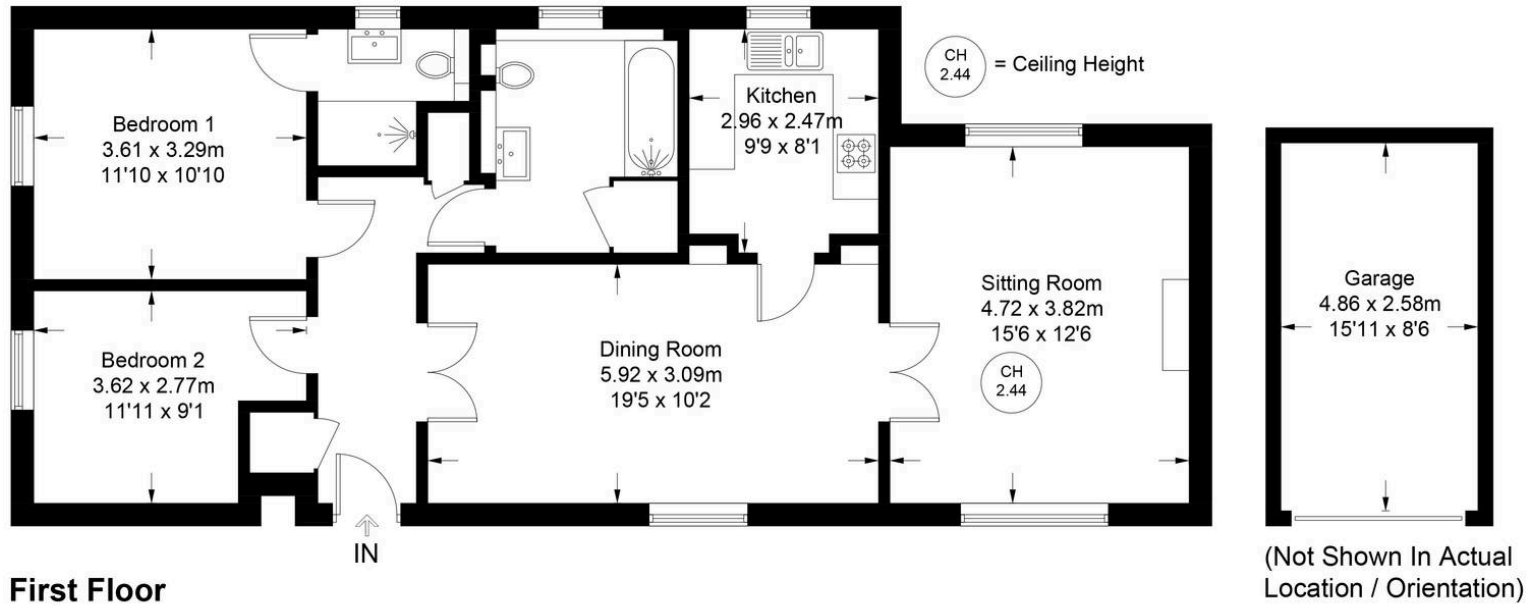 CH
2.44
= Ceiling Height
Bedroom 1
3.61 x 3.29m
11'10 x 10'10
Kitchen
2.96 x 2.47m
9'9 x 8'1
Sitting Room
4.72 x 3.82m
15'6 x 12'6
CH
2.44
Garage
4.86 x 2.58m
15'11 x 8'6
Bedroom 2
3.62 x 2.77m
11'11 x 9'1
Dining Room
5.92 x 3.09m
19'5 x 10'2
IN
First Floor
(Not Shown In Actual
Location / Orientation)